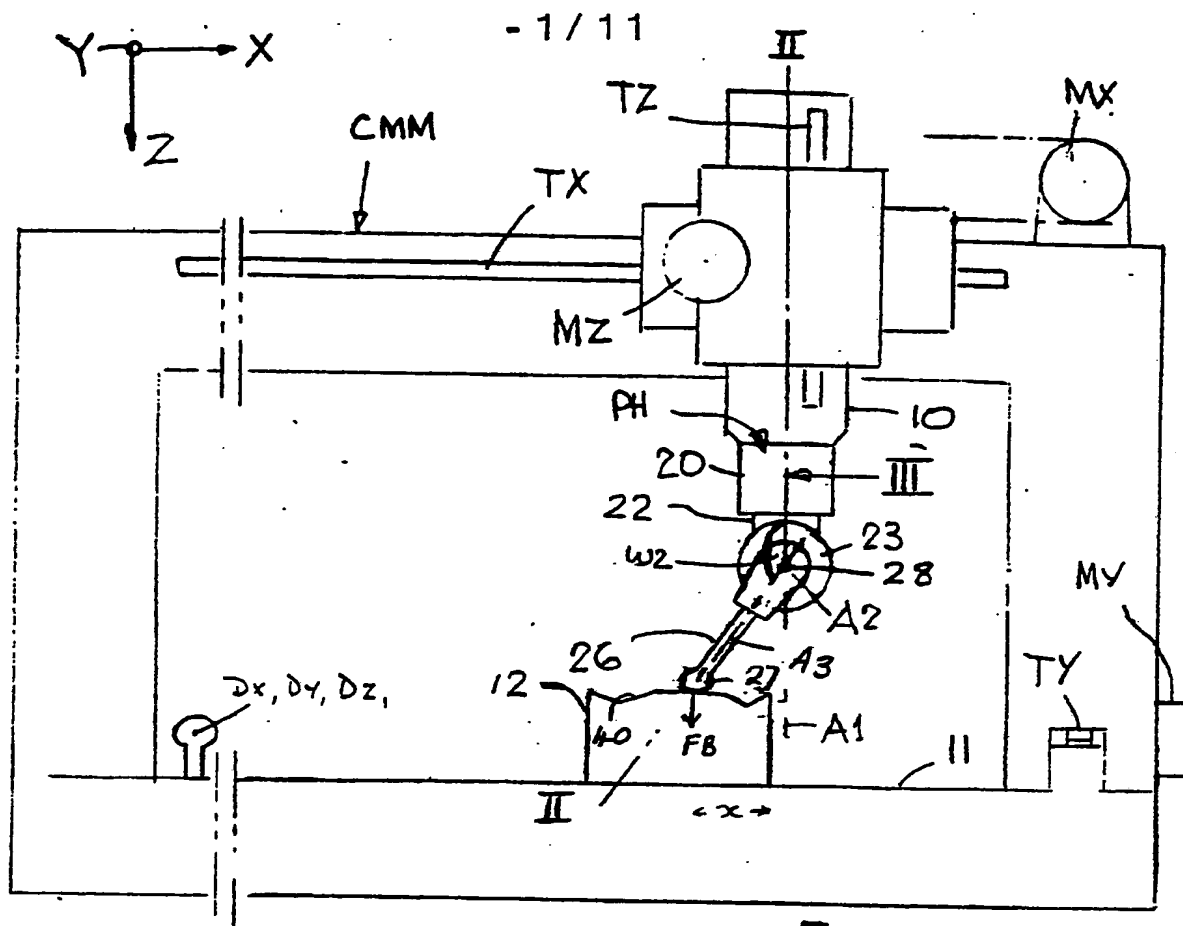 - 1 / 11
Y X
Z
II
TZ
MX
CMM
TX
MZ
PH
10
20
III
22
23
W2
28
A2
MY
26
A3
27
12
TY
Dx, Dy, Dz,
40
FB
A1
11
II
x